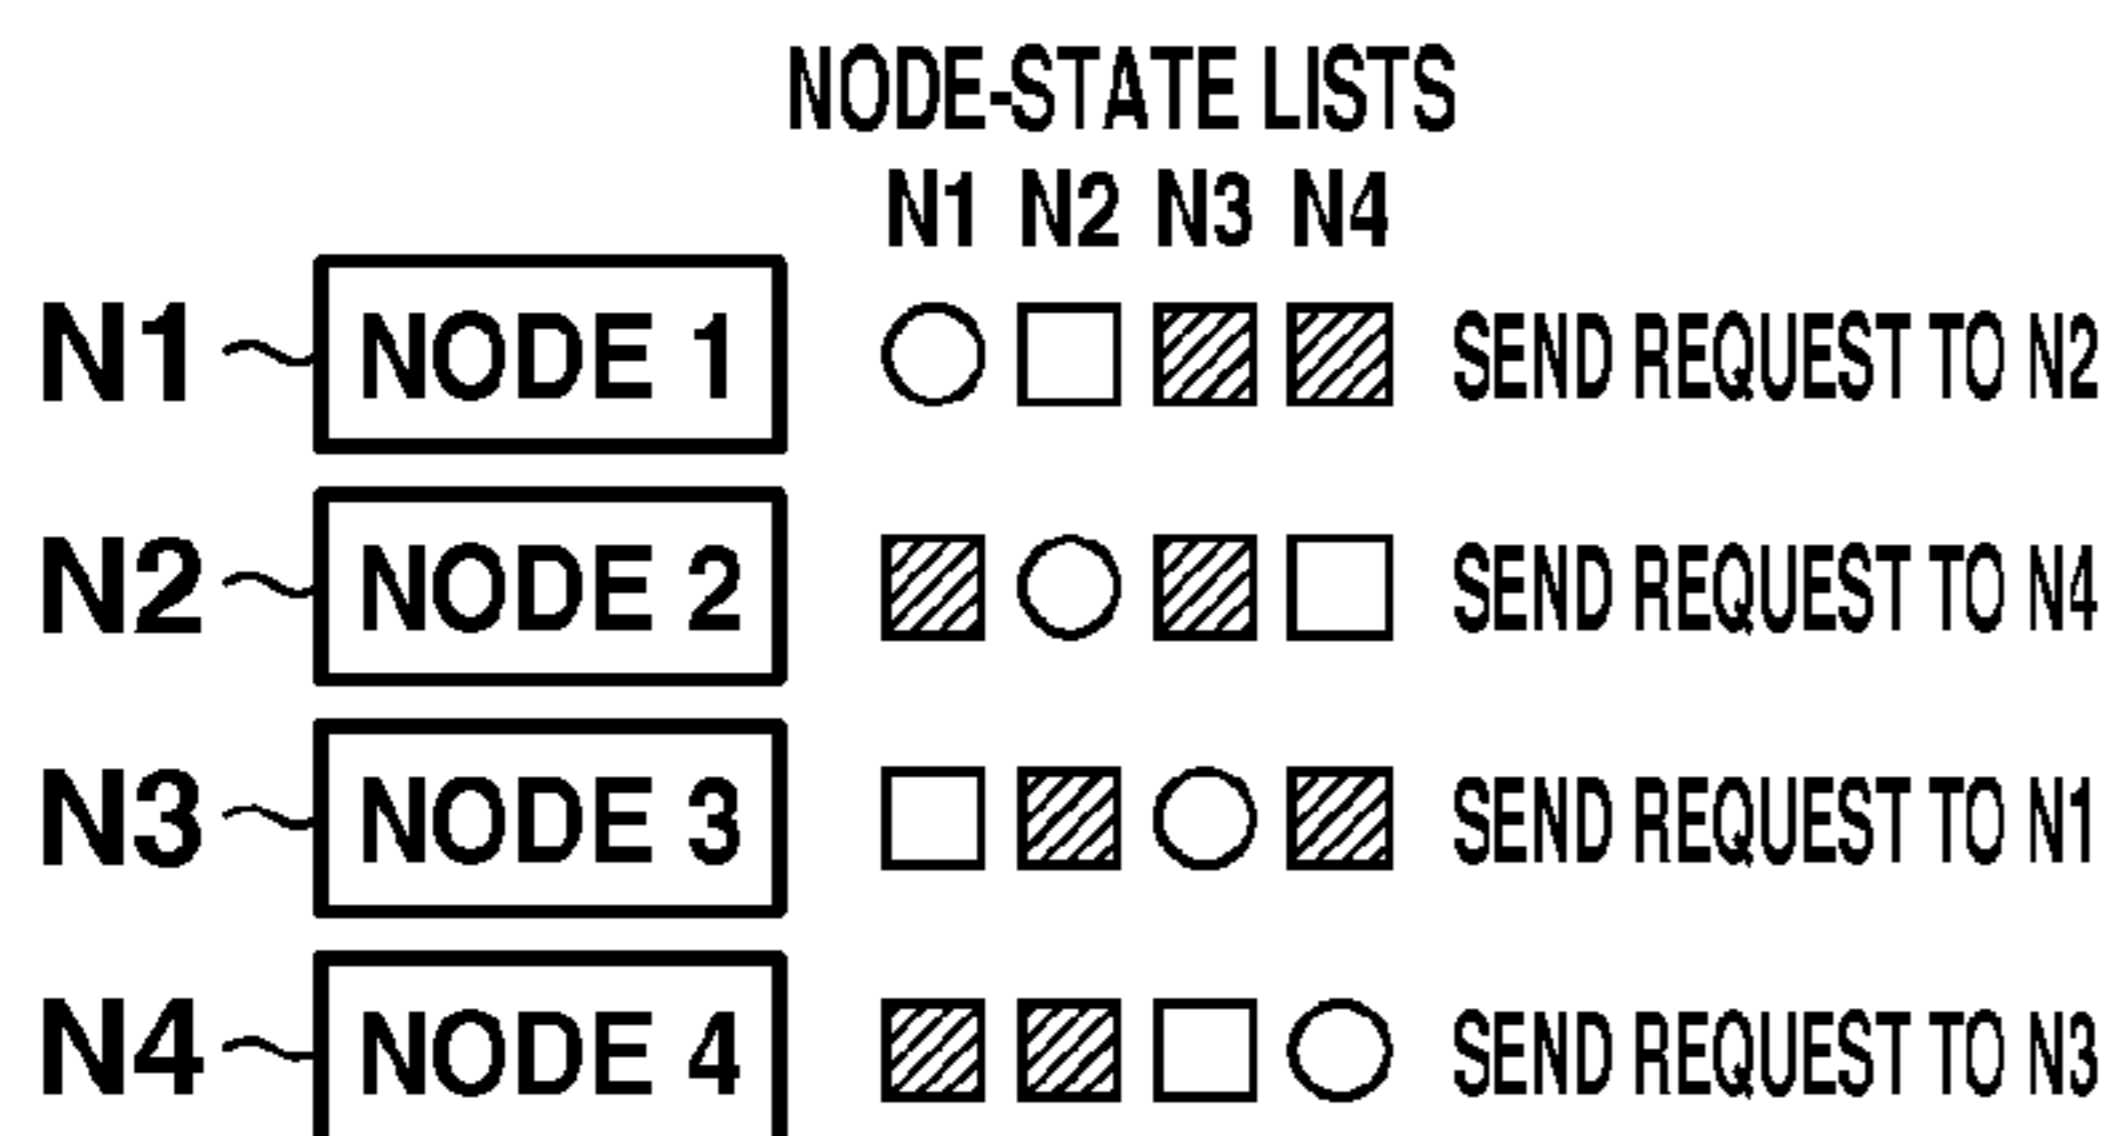 NODE-STATE LISTS
N1 N2 N3 N4
N1 NODE 1 SEND REQUEST TO N2
N2 NODE 2 SEND REQUEST TO N4
N3 NODE 3 SEND REQUEST TO N1
N4 NODE 4 SEND REQUEST TO N3